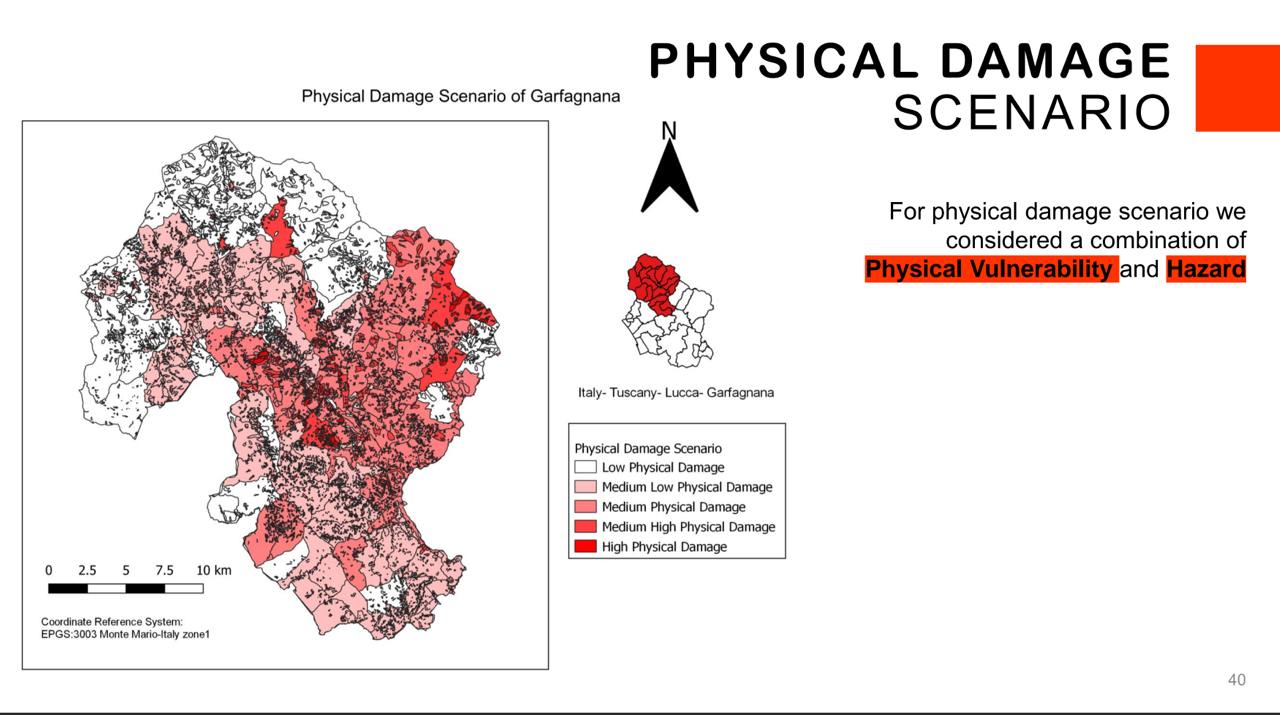 PHYSICAL DAMAGE
SCENARIO
Physical Damage Scenario of Garfagnana
N
For physical damage scenario we
considered a combination of
Physical Vulnerability and Hazard
Italy- Tuscany- Lucca- Garfagnana
Physical Damage Scenario
Low Physical Damage
Medium Low Physical Damage
Medium Physical Damage
Medium High Physical Damage
High Physical Damage
0 2.5 5 7.5 10 km
Coordinate Reference System:
EPGS:3003 Monte Mario-Italy zone1
40